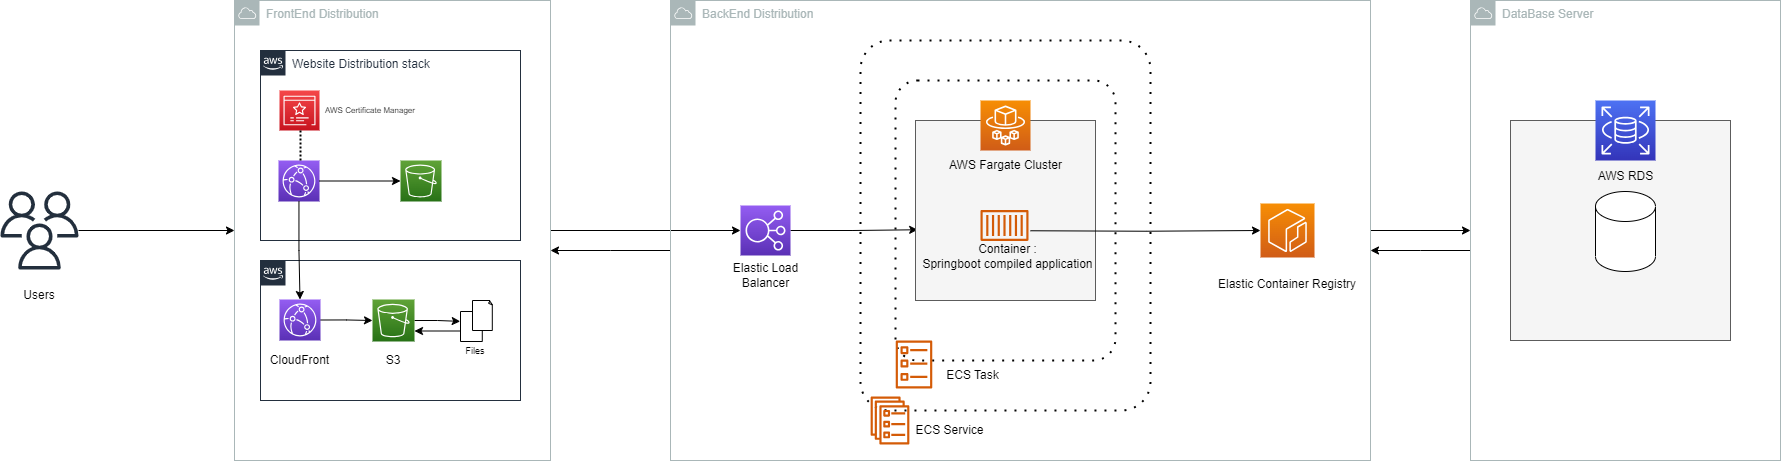 FrontEnd Distribution
BackEnd Distribution
DataBase Server
aws
Website Distribution stack
AWS Certificate Manager
AWS Fargate Cluster
AWS RDS
Container :
Springboot compiled application
Elastic Load
Balancer
Elastic Container Registry
Users
aws
CloudFront
S3
Files
ECS Task
ECS Service